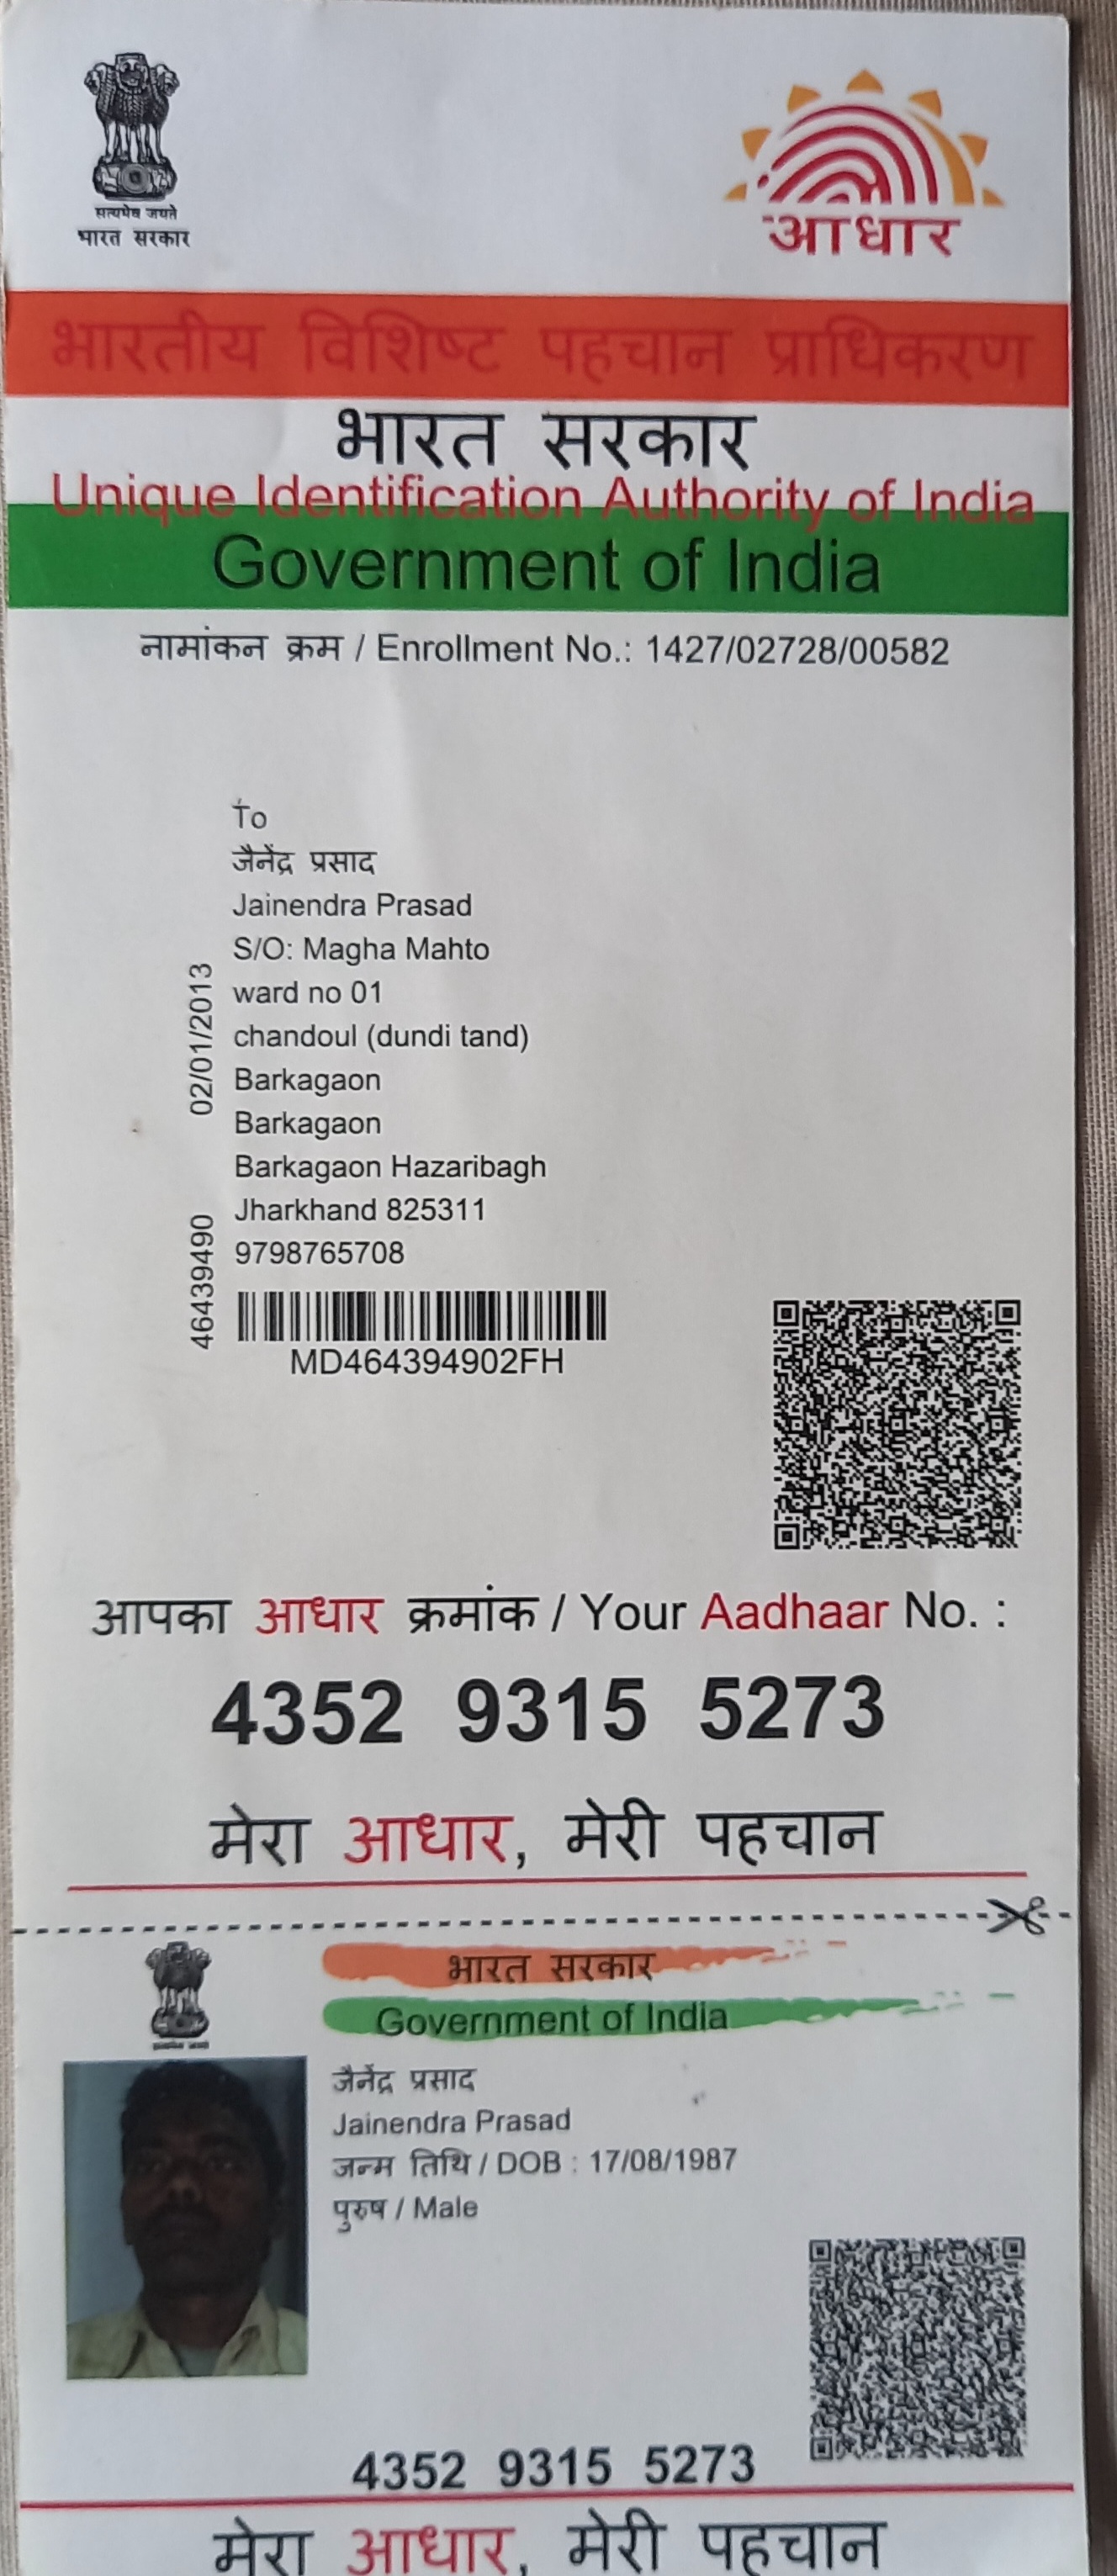 सत्यमेव जयते
भारत सरकार
आधार
भारतीय विशिष्ट पहचान प्राधिकरण
भारत सरकार
Unique Identification Authority of India
Government of India
नामांकन क्रम / Enrollment No.: 1427/02728/00582
To
जैनेंद्र प्रसाद
Jainendra Prasad
S/O: Magha Mahto
ward no 01
chandoul (dundi tand)
Barkagaon
Barkagaon
Barkagaon Hazaribagh
Jharkhand 825311
9798765708
02/01/2013
46439490
MD464394902FH
आपका आधार क्रमांक / Your Aadhaar No. :
4352 9315 5273
मेरा आधार, मेरी पहचान
भारत सरकार
Government of India
जैनेंद्र प्रसाद
Jainendra Prasad
जन्म तिथि / DOB : 17/08/1987
पुरुष / Male
4352 9315 5273
मेरा आधार, मेरी पहचान